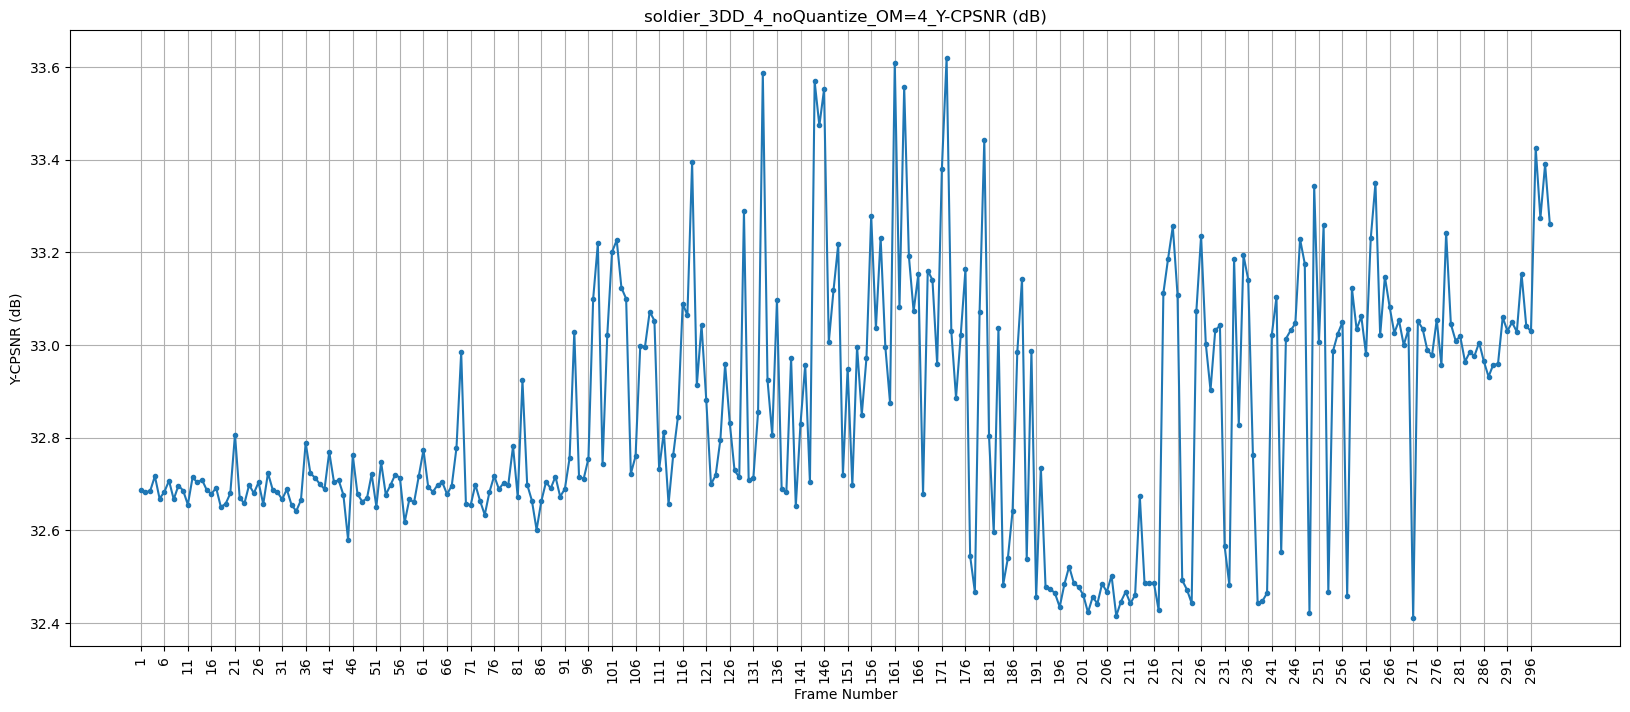 soldier_3DD_4_noQuantize_OM=4_Y-CPSNR (dB)
Y-CPSNR (dB)
33.6
33.4
33.2
33.0
32.8
32.6
32.4
1 6 11 16 21 26 31 36 41 46 51 56 61 66 71 76 81 86 91 96 101 106 111 116 121 126 131 136 141 146 151 156 161 166 171 176 181 186 191 196 201 206 211 216 221 226 231 236 241 246 251 256 261 266 271 276 281 286 291 296
Frame Number